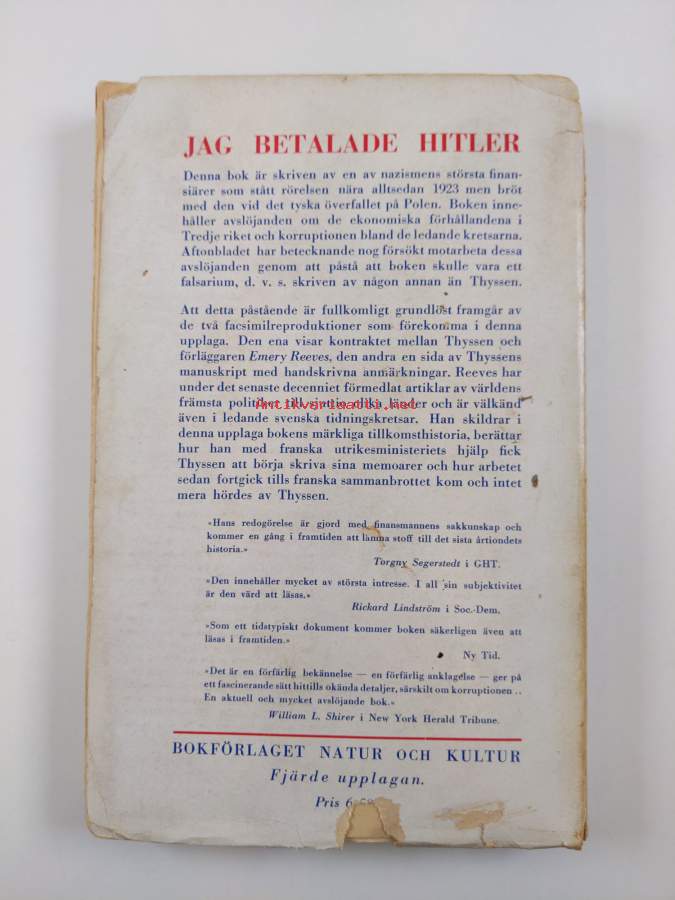 JAG BETALADE HITLER
Denna bok är skriven av en av nazismens största finan-
siärer som stått rörelsen nära alltsedan 1923 men bröt
med den vid det tyska överfallet på Polen. Boken inne-
håller avslöjanden om de ekonomiska förhållandena i
Tredje riket och korruptionen bland de ledande kretsarna.
Aftonbladet har betecknande nog försökt motarbeta dessa
avslöjanden genom att påstå att boken skulle vara ett
falsarium, d. v. s. skriven av någon annan än Thyssen.
Att detta påstående är fullkomligt grundlöst framgår av
de två facsimilreproduktioner som förekomma i denna
upplaga. Den ena visar kontraktet mellan Thyssen och
förläggaren Emery Reeves, den andra en sida av Thyssens
manuskript med handskrivna anmärkningar. Reeves har
under det senaste decenniet förmedlat artiklar av världens
främsta politiker till sjuttio olika länder och är välkänd
Antikvariaatti.net
även i ledande svenska tidningskretsar. Han skildrar i
denna upplaga bokens märkliga tillkomsthistoria, berättar
hur han med franska utrikesministeriets hjälp fick
Thyssen att börja skriva sina memoarer och hur arbetet
sedan fortgick tills franska sammanbrottet kom och intet
mera hördes av Thyssen.
»Hans redogörelse är gjord med finansmannens sakkunskap och
kommer en gång i framtiden att lämna stoff till det sista årtiondets
historia.»
Torgny Segerstedt i GHT.
»Den innehåller mycket av största intresse. I all sin subjektivitet
är den värd att läsas.»
Rickard Lindström i Soc.-Dem.
»Som ett tidstypiskt dokument kommer boken säkerligen även att
läsas i framtiden.»
Ny Tid.
»Det är en förfärlig bekännelse — en förfärlig anklagelse — ger på
ett fascinerande sätt hittills okända detaljer, särskilt om korruptionen ..
En aktuell och mycket avslöjande bok.»
William L. Shirer i New York Herald Tribune.
BOKFÖRLAGET NATUR OCH KULTUR
Fjärde upplagan.
Pris